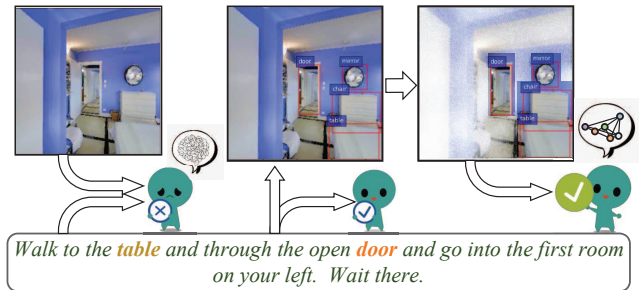 door
mirror
chair
table
door
mirror
chair
table
Walk to the table and through the open door and go into the first room
on your left. Wait there.